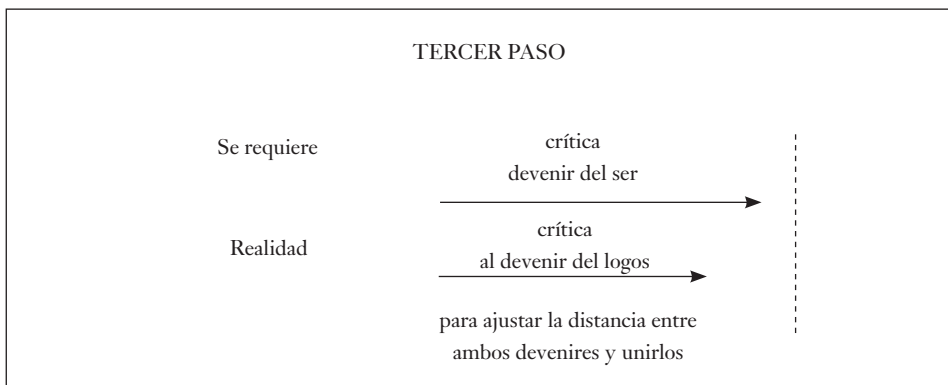 TERCER PASO
Se requiere
crítica
devenir del ser
Realidad
crítica
al devenir del logos
para ajustar la distancia entre
ambos devenires y unirlos